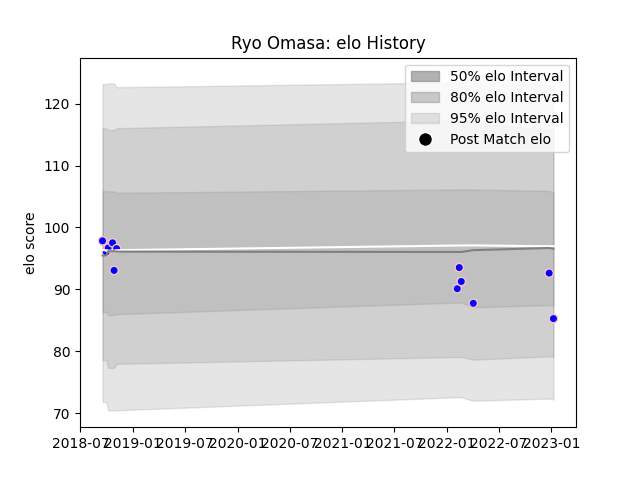 Ryo Omasa: elo History
50% elo Interval
80% elo Interval
95% elo Interval
Post Match elo
elo score
120
110
100
90
80
70
2018-07 2019-01 2019-07 2020-01 2020-07 2021-01 2021-07 2022-01 2022-07 2023-01